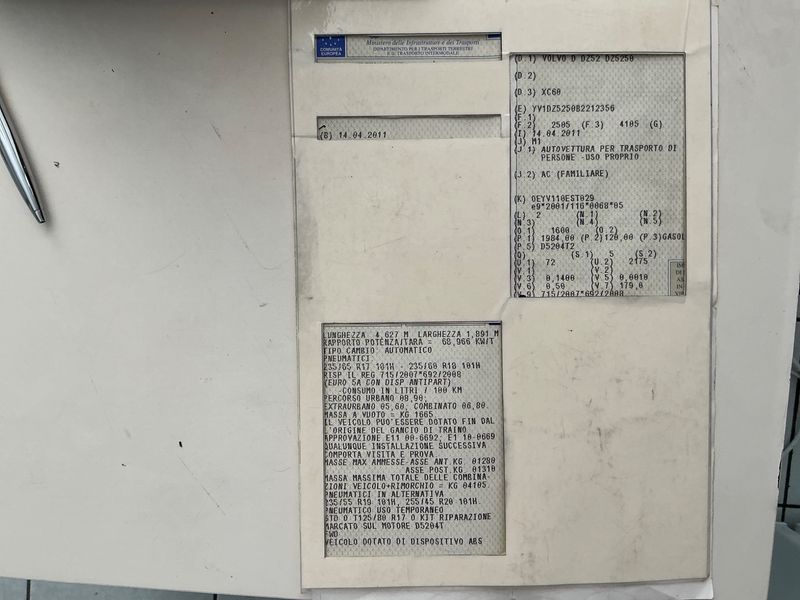 COMUNITÀ
EUROPEA
Ministero delle Infrastrutture e dei Trasporti
DIPARTIMENTO PER I TRASPORTI TERRESTRI
E IL TRASPORTO INTERMODALE
(B) 14.04.2011
(D.1) VOLVO D DZ52 DZ5250
(D.2)
(D.3) XC60
(E) YV1DZ5250B2212356
(F.1)
(F.2) 2505 (F.3) 4105 (G)
(I) 14.04.2011
(J) M1
(J.1) AUTOVETTURA PER TRASPORTO DI
PERSONE -USO PROPRIO
(J.2) AC (FAMILIARE)
(K) OEYV110EST029
e9*2001/116*0068*05
(L) 2 (N.1) (N.2)
(N.3) (N.4) (N.5)
(O.1) 1600 (O.2)
(P.1) 1984,00 (P.2)120,00 (P.3)GASOL
(P.5) D5204T2
(Q) (S.1) 5 (S.2)
(U.1) 72 (U.2) 2175
(V.1) (V.2)
(V.3) 0,1400 (V.5) 0,0010
(V.6) 0,50 (V.7) 179,0
(V.9) 715/2007*692/2008
LUNGHEZZA 4,627 M LARGHEZZA 1,891 M
RAPPORTO POTENZA/TARA = 68,966 KW/T
TIPO CAMBIO: AUTOMATICO
PNEUMATICI:
235/65 R17 101H - 235/60 R18 101H
RISP IL REG 715/2007*692/2008
(EURO 5A CON DISP ANTIPART)
-CONSUMO IN LITRI / 100 KM
PERCORSO URBANO 08,90;
EXTRAURBANO 05,60; COMBINATO 06,80.
MASSA A VUOTO = KG 1665
IL VEICOLO PUO'ESSERE DOTATO FIN DAL
L'ORIGINE DEL GANCIO DI TRAINO
APPROVAZIONE E11 00-6692; E1 10-0669
QUALUNQUE INSTALLAZIONE SUCCESSIVA
COMPORTA VISITA E PROVA
MASSE MAX AMMESSE-ASSE ANT.KG. 01280
ASSE POST.KG. 01310
MASSA MASSIMA TOTALE DELLE COMBINA-
ZIONI VEICOLO+RIMORCHIO = KG 04105.
PNEUMATICI IN ALTERNATIVA
235/55 R19 101H, 255/45 R20 101H.
PNEUMATICO USO TEMPORANEO
STD O T125/80 R17 O KIT RIPARAZIONE
MARCATO SUL MOTORE D5204T
FWD
VEICOLO DOTATO DI DISPOSITIVO ABS